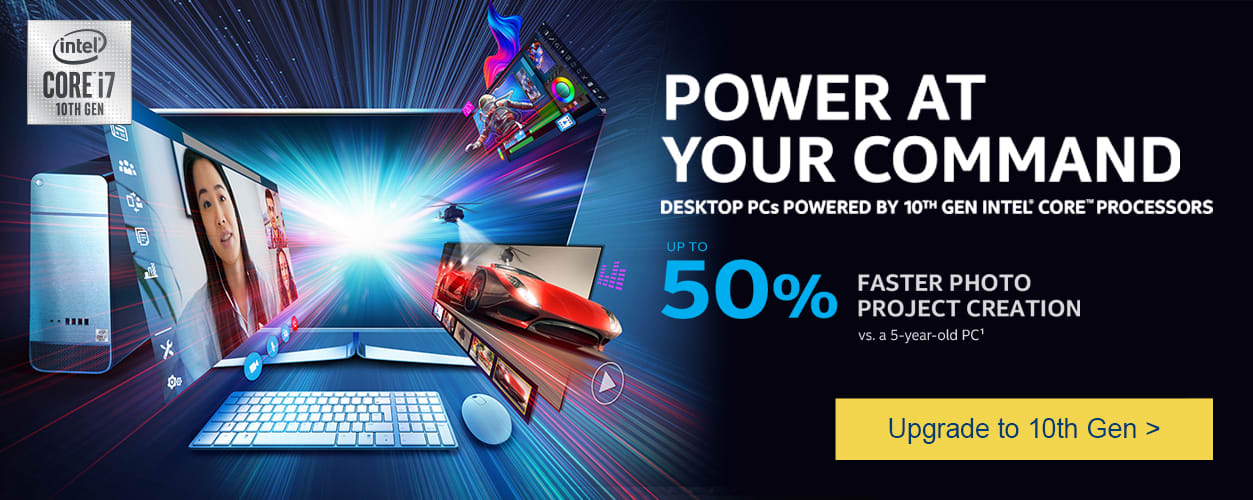 intel
CORE i7
10TH GEN
POWER AT
YOUR COMMAND
DESKTOP PCs POWERED BY 10TH GEN INTEL® CORE™ PROCESSORS
UP TO
50%
FASTER PHOTO
PROJECT CREATION
vs. a 5-year-old PC¹
Upgrade to 10th Gen >